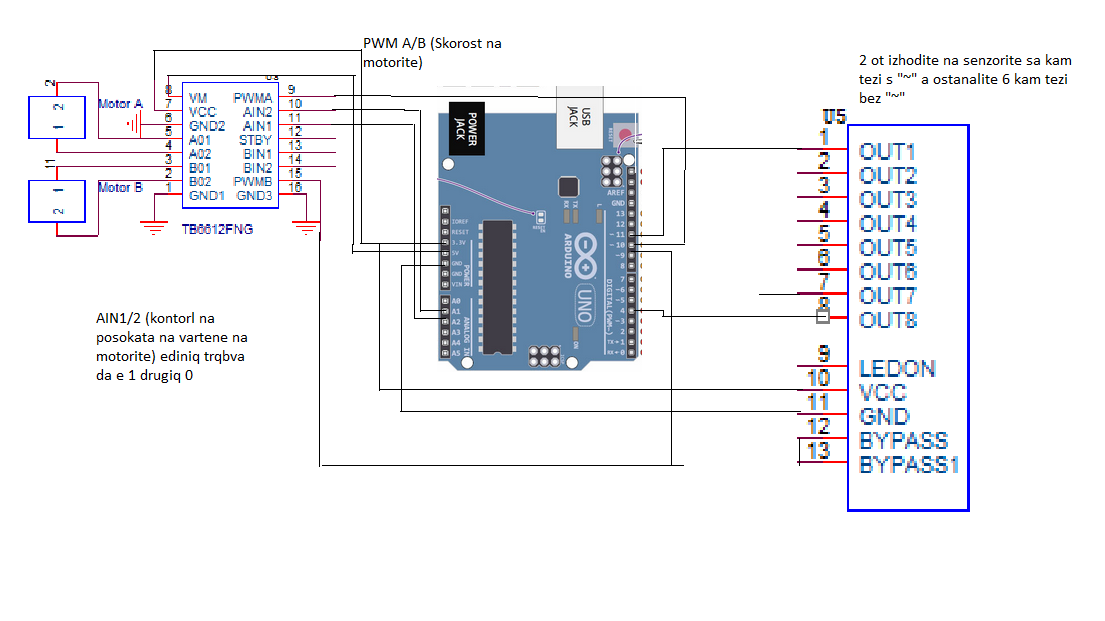 PWM A/B (Skorost na
motorite)
2 ot izhodite na senzorite sa kam
tezi s "~" a ostanalite 6 kam tezi
bez "~"
2
Motor A
1 2
11
Motor B
2 1
8 VM PWMA 9
7 VCC AIN2 10
6 GND2 AIN1 11
5 A01 STBY 12
4 A02 BIN1 13
3 B01 BIN2 14
2 B02 PWMB 15
1 GND1 GND3 16
TB6612FNG
AIN1/2 (kontorl na
posokata na vartene na
motorite) ediniq trqbva
da e 1 drugiq 0
POWER JACK
USB JACK
RESET
AREF
GND
13
12
~11
~10
~9
8
7
~6
~5
4
~3
2
TX→1
RX←0
IOREF
RESET
3.3V
5V
GND
GND
VIN
A0
A1
A2
A3
A4
A5
POWER
ANALOG IN
DIGITAL (PWM~)
RX TX L
RESET EN
ON
ARDUINO
UNO
U5
1 OUT1
2 OUT2
3 OUT3
4 OUT4
5 OUT5
6 OUT6
7 OUT7
8 OUT8
9 LEDON
10 VCC
11 GND
12 BYPASS
13 BYPASS1